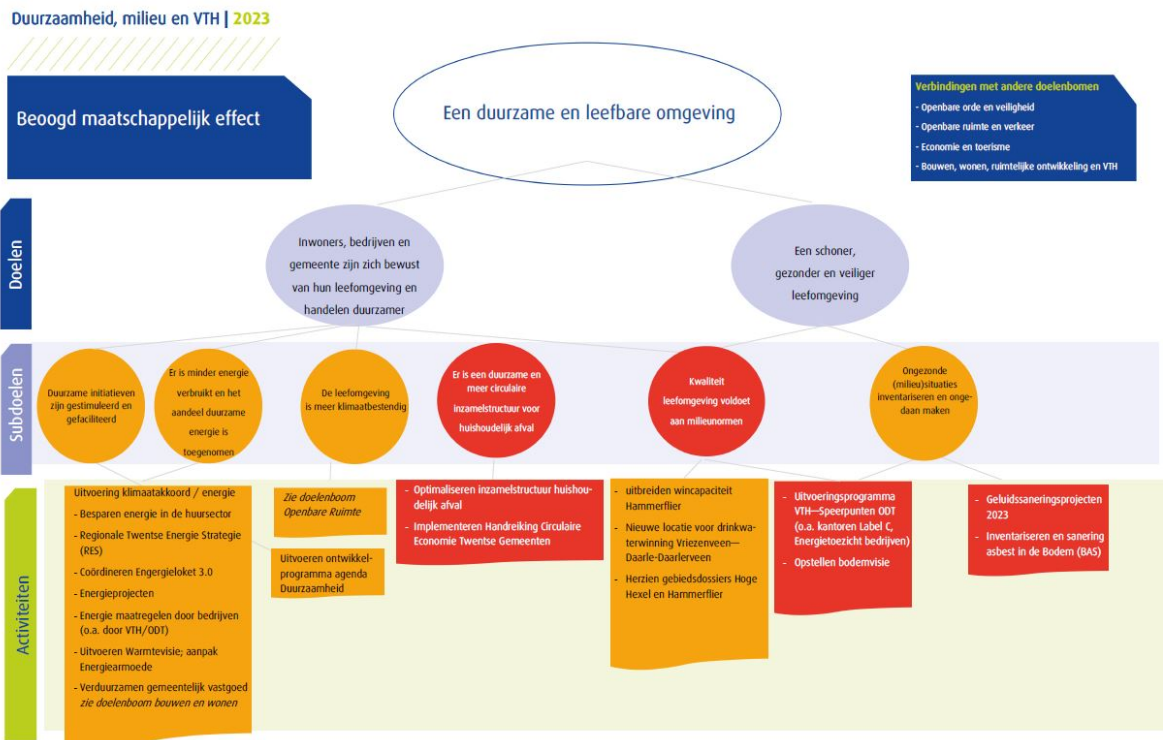 Duurzaamheid, milieu en VTH | 2023
Beoogd maatschappelijk effect
Een duurzame en leefbare omgeving
Verbindingen met andere doelenbomen
- Openbare orde en veiligheid
- Openbare ruimte en verkeer
- Economie en toerisme
- Bouwen, wonen, ruimtelijke ontwikkeling en VTH
Doelen
Inwoners, bedrijven en
gemeente zijn zich bewust
van hun leefomgeving en
handelen duurzamer
Een schoner,
gezonder en veiliger
leefomgeving
Subdoelen
Duurzame initiatieven
zijn gestimuleerd en
gefaciliteerd
Er is minder energie
verbruikt en het
aandeel duurzame
energie is
toegenomen
De leefomgeving
is meer klimaatbestendig
Er is een duurzame en
meer circulaire
inzamelstructuur voor
huishoudelijk afval
Kwaliteit
leefomgeving voldoet
aan milieunormen
Ongezonde
(milieu)situaties
inventariseren en onge-
daan maken
Activiteiten
Uitvoering klimaatakkoord / energie
- Besparen energie in de huursector
- Regionale Twentse Energie Strategie
(RES)
- Coördineren Engergieloket 3.0
- Energieprojecten
- Energie maatregelen door bedrijven
(o.a. door VTH/ODT)
- Uitvoeren Warmtevisie; aanpak
Energiearmoede
- Verduurzamen gemeentelijk vastgoed
zie doelenboom bouwen en wonen
Zie doelenboom
Openbare Ruimte
Uitvoeren ontwikkel-
programma agenda
Duurzaamheid
- Optimaliseren inzamelstructuur huishou-
delijk afval
- Implementeren Handreiking Circulaire
Economie Twentse Gemeenten
- uitbreiden wincapaciteit
Hammerflier
- Nieuwe locatie voor drinkwa-
terwinning Vriezenveen—
Daarle-Daarlerveen
- Herzien gebiedsdossiers Hoge
Hexel en Hammerflier
- Uitvoeringsprogramma
VTH—Speerpunten ODT
(o.a. kantoren Label C,
Energietoezicht bedrijven)
- Opstellen bodemvisie
- Geluidssaneringsprojecten
2023
- Inventariseren en sanering
asbest in de Bodem (BAS)